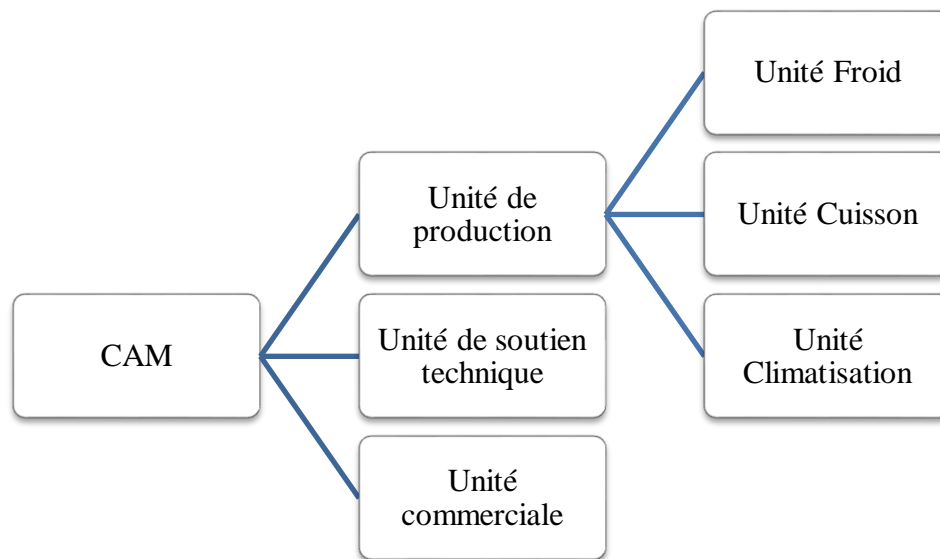 CAM
Unité de
production
Unité de soutien
technique
Unité
commerciale
Unité Froid
Unité Cuisson
Unité
Climatisation